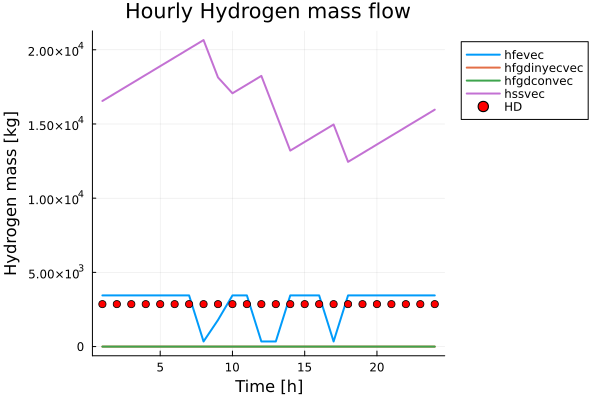 Hourly Hydrogen mass flow
Hydrogen mass [kg]
2.00×10⁴
1.50×10⁴
1.00×10⁴
5.00×10³
0
5 10 15 20
Time [h]
hfevec
hfgdinyecvec
hfgdconvec
hssvec
HD